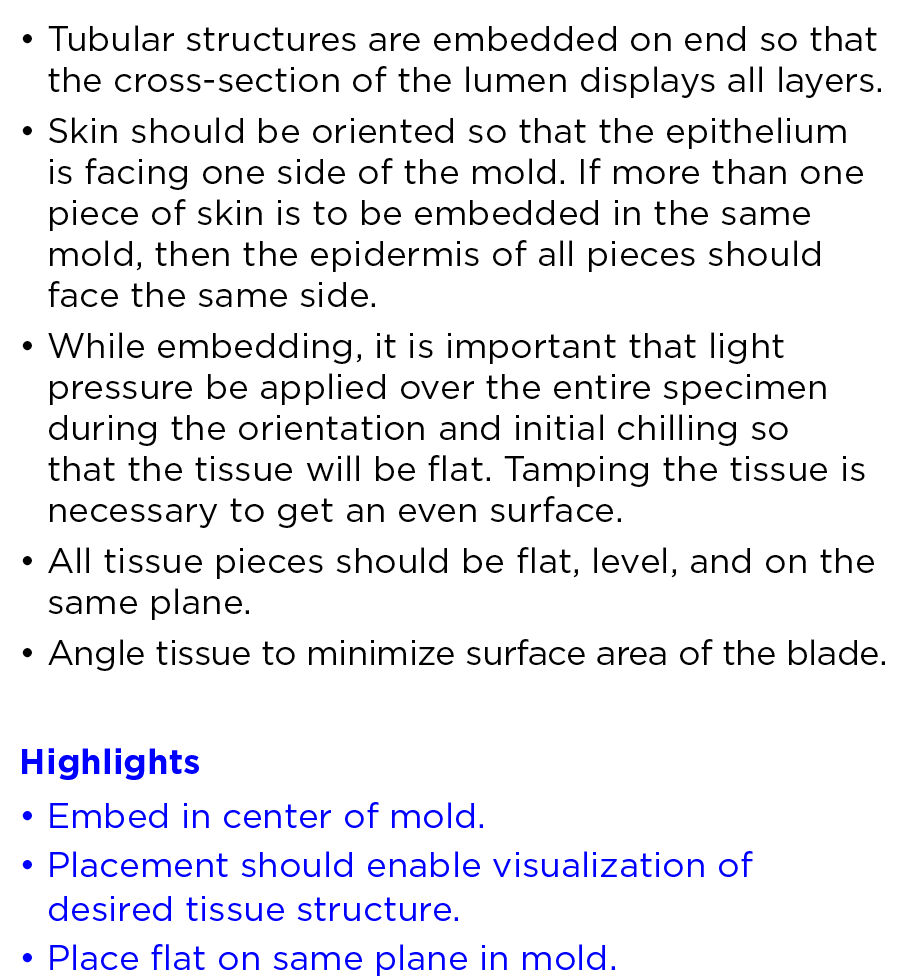 • Tubular structures are embedded on end so that
the cross-section of the lumen displays all layers.
• Skin should be oriented so that the epithelium
is facing one side of the mold. If more than one
piece of skin is to be embedded in the same
mold, then the epidermis of all pieces should
face the same side.
• While embedding, it is important that light
pressure be applied over the entire specimen
during the orientation and initial chilling so
that the tissue will be flat. Tamping the tissue is
necessary to get an even surface.
• All tissue pieces should be flat, level, and on the
same plane.
• Angle tissue to minimize surface area of the blade.
Highlights
• Embed in center of mold.
• Placement should enable visualization of
desired tissue structure.
• Place flat on same plane in mold.